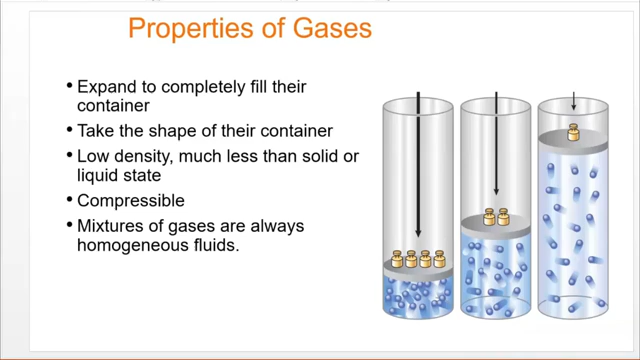 Properties of Gases
• Expand to completely fill their
container
• Take the shape of their container
• Low density, much less than solid or
liquid state
• Compressible
• Mixtures of gases are always
homogeneous fluids.